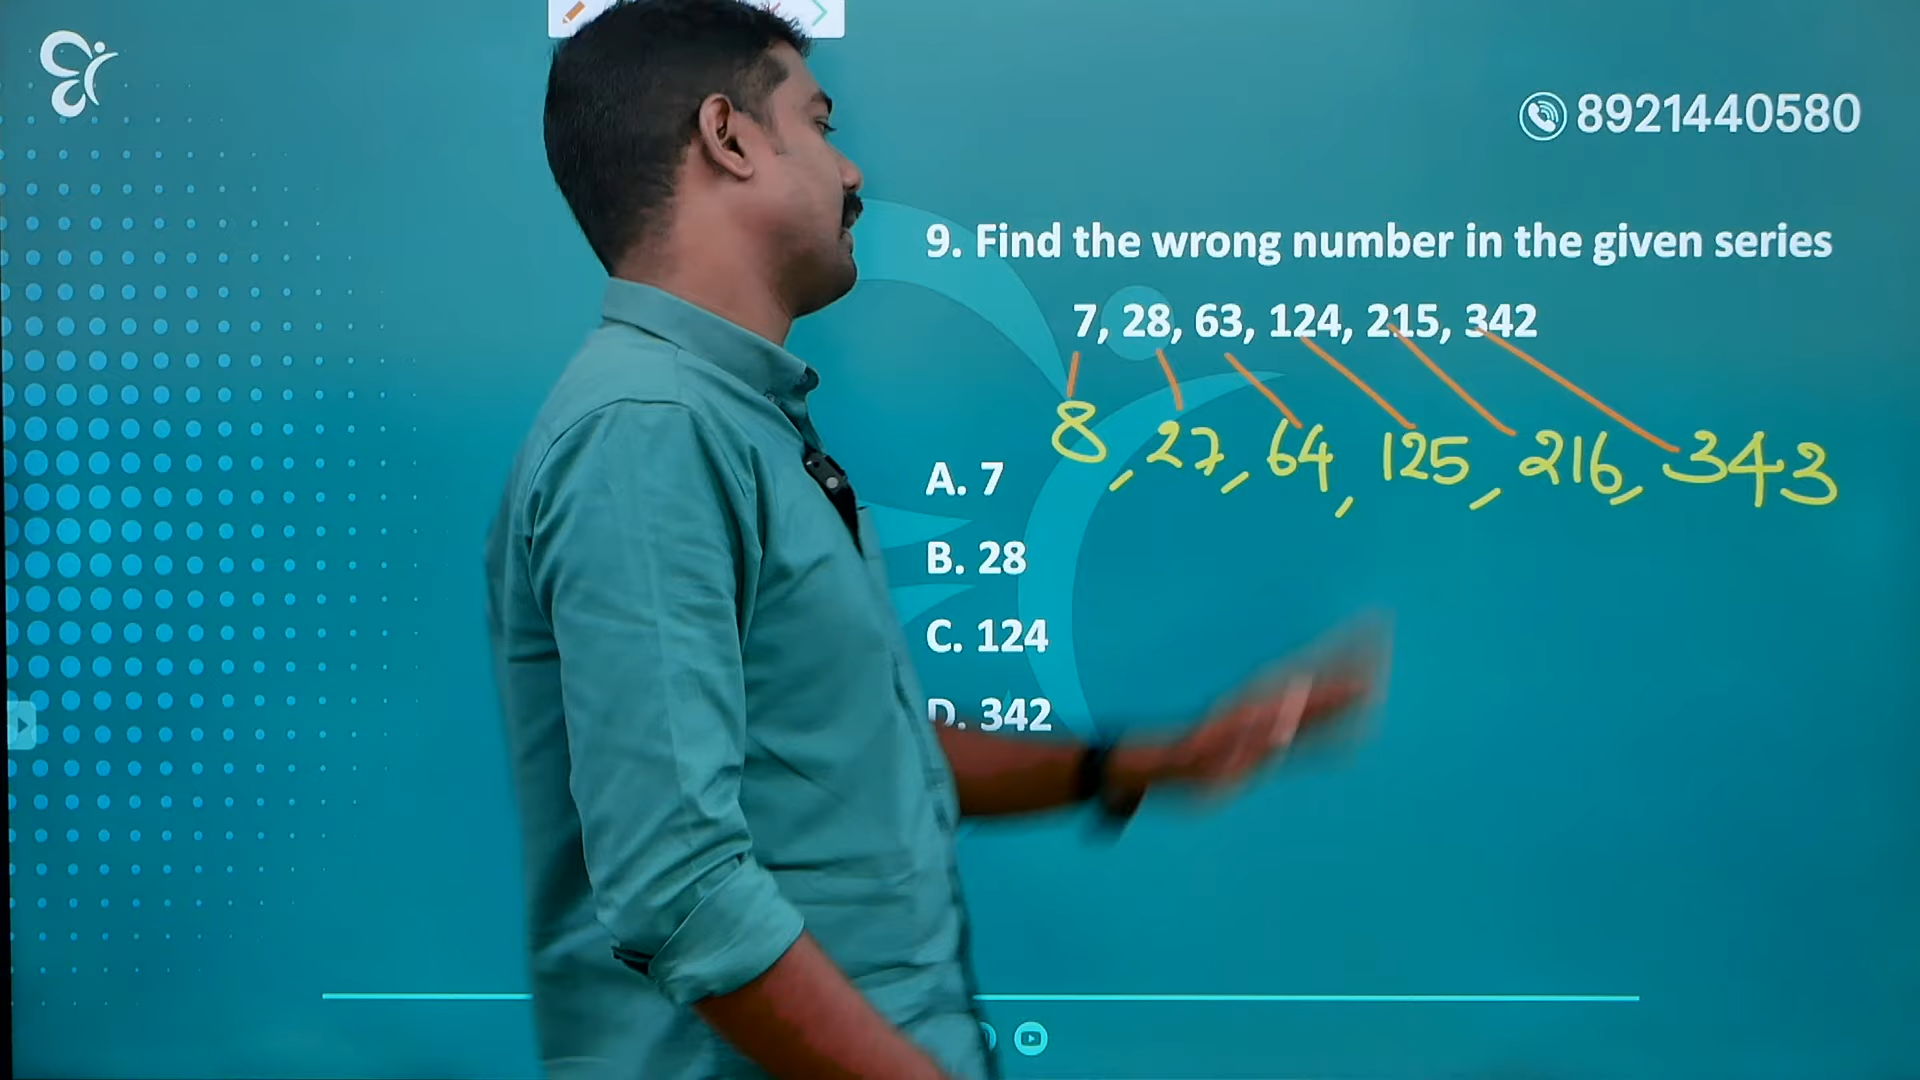 8921440580
9. Find the wrong number in the given series
7, 28, 63, 124, 215, 342
8, 27, 64, 125, 216, 343
A. 7
B. 28
C. 124
D. 342